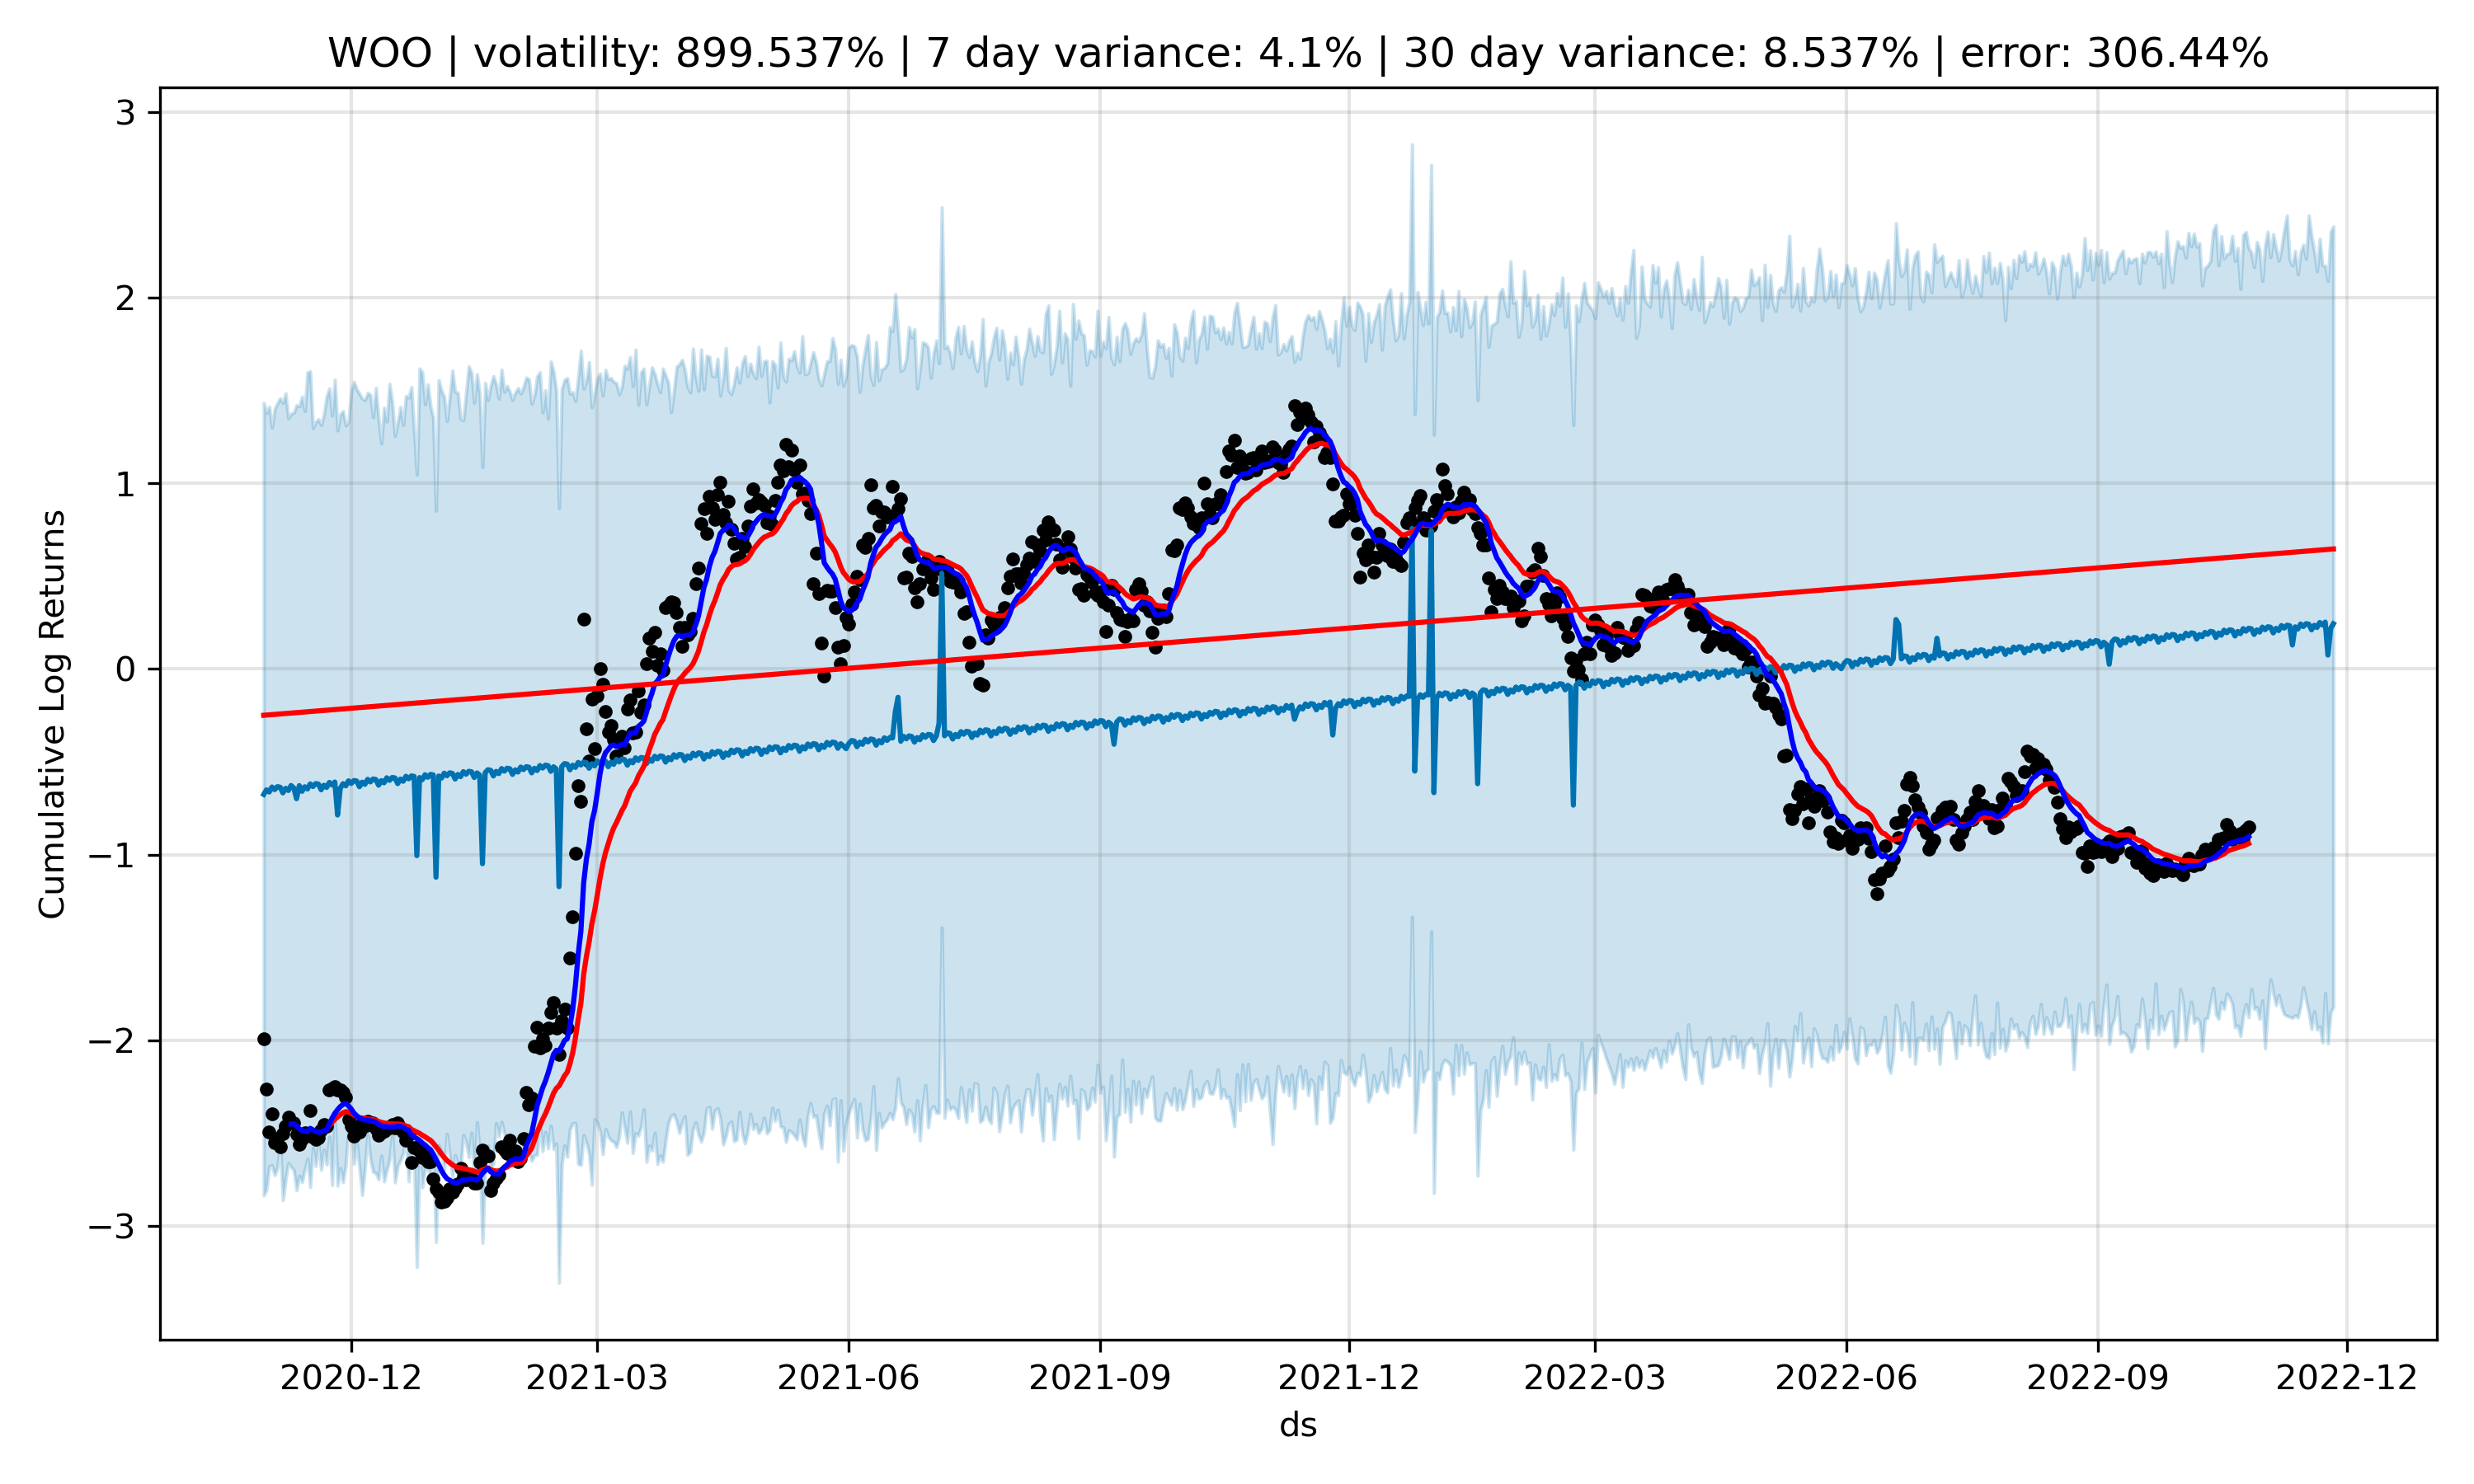 WOO | volatility: 899.537% | 7 day variance: 4.1% | 30 day variance: 8.537% | error: 306.44%
3
2
1
0
−1
−2
−3
Cumulative Log Returns
2020-12 2021-03 2021-06 2021-09 2021-12 2022-03 2022-06 2022-09 2022-12
ds